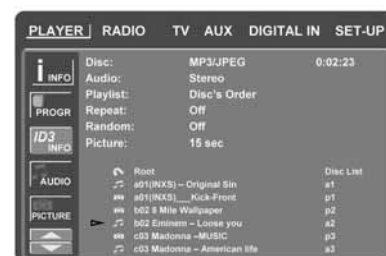 PLAYER RADIO TV AUX DIGITAL IN SET-UP
i INFO
PROGR
ID3 INFO
AUDIO
PICTURE
Disc: MP3/JPEG 0:02:23
Audio: Stereo
Playlist: Disc's Order
Repeat: Off
Random: Off
Picture: 15 sec
Root Disc List
a01(INXS) – Original Sin a1
a01(INXS)___Kick-Front p1
b02 8 Mile Wallpaper p2
b02 Eminem – Loose you a2
c03 Madonna –MUSIC p3
c03 Madonna – American life a3